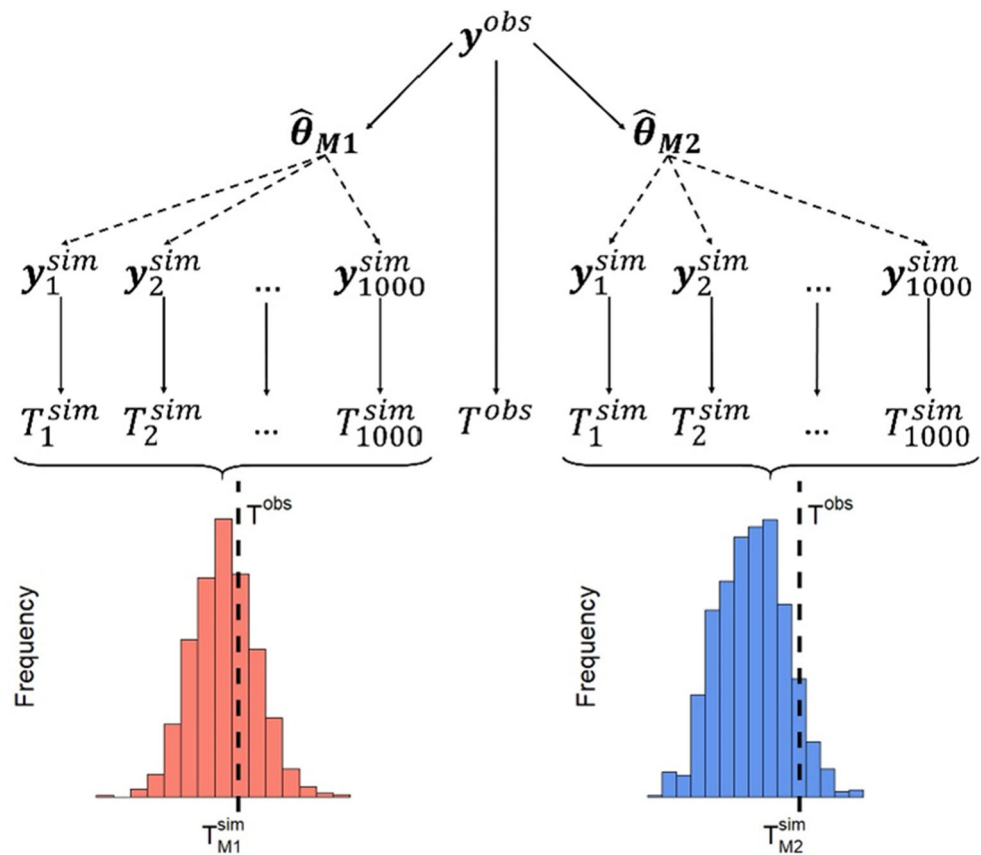 y^obs
θ̂_M1 θ̂_M2
y_1^sim y_2^sim ... y_1000^sim y_1^sim y_2^sim ... y_1000^sim
T_1^sim T_2^sim ... T_1000^sim T^obs T_1^sim T_2^sim ... T_1000^sim
T^obs T^obs
Frequency Frequency
T_M1^sim T_M2^sim